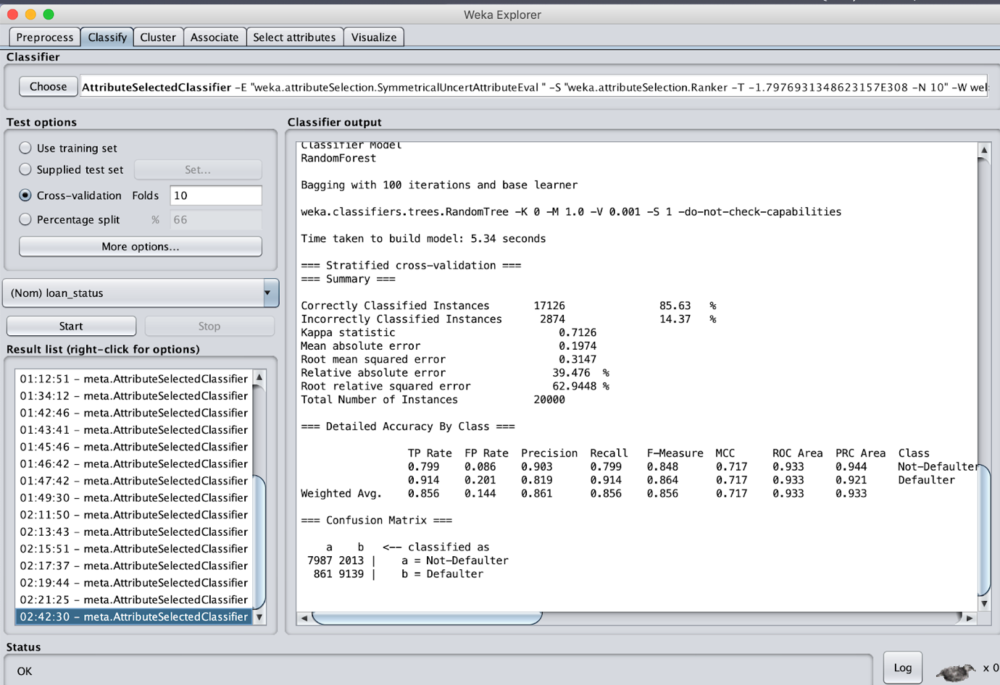 Weka Explorer
Preprocess Classify Cluster Associate Select attributes Visualize
Classifier
Choose AttributeSelectedClassifier -E "weka.attributeSelection.SymmetricalUncertAttributeEval " -S "weka.attributeSelection.Ranker -T -1.7976931348623157E308 -N 10" -W wel
Test options
Use training set
Supplied test set Set...
Cross-validation Folds 10
Percentage split % 66
More options...
(Nom) loan_status
Start Stop
Result list (right-click for options)
01:12:51 - meta.AttributeSelectedClassifier
01:34:12 - meta.AttributeSelectedClassifier
01:42:46 - meta.AttributeSelectedClassifier
01:43:41 - meta.AttributeSelectedClassifier
01:45:46 - meta.AttributeSelectedClassifier
01:46:42 - meta.AttributeSelectedClassifier
01:47:42 - meta.AttributeSelectedClassifier
01:49:30 - meta.AttributeSelectedClassifier
02:11:50 - meta.AttributeSelectedClassifier
02:13:43 - meta.AttributeSelectedClassifier
02:15:51 - meta.AttributeSelectedClassifier
02:17:37 - meta.AttributeSelectedClassifier
02:19:44 - meta.AttributeSelectedClassifier
02:21:25 - meta.AttributeSelectedClassifier
02:42:30 - meta.AttributeSelectedClassifier
Classifier output
Classifier Model
RandomForest
Bagging with 100 iterations and base learner
weka.classifiers.trees.RandomTree -K 0 -M 1.0 -V 0.001 -S 1 -do-not-check-capabilities
Time taken to build model: 5.34 seconds
=== Stratified cross-validation ===
=== Summary ===
Correctly Classified Instances 17126 85.63 %
Incorrectly Classified Instances 2874 14.37 %
Kappa statistic 0.7126
Mean absolute error 0.1974
Root mean squared error 0.3147
Relative absolute error 39.476 %
Root relative squared error 62.9448 %
Total Number of Instances 20000
=== Detailed Accuracy By Class ===
TP Rate FP Rate Precision Recall F-Measure MCC ROC Area PRC Area Class
0.799 0.086 0.903 0.799 0.848 0.717 0.933 0.944 Not-Defaulter
0.914 0.201 0.819 0.914 0.864 0.717 0.933 0.921 Defaulter
Weighted Avg. 0.856 0.144 0.861 0.856 0.856 0.717 0.933 0.933
=== Confusion Matrix ===
a b <-- classified as
7987 2013 | a = Not-Defaulter
861 9139 | b = Defaulter
Status
OK
Log x 0